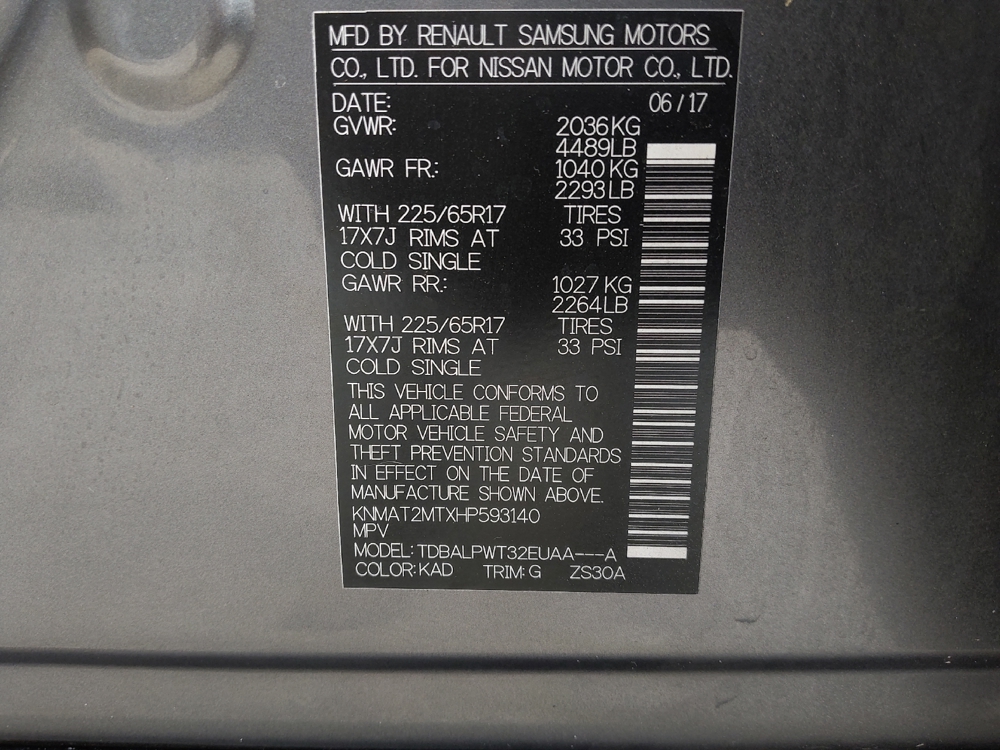 MFD BY RENAULT SAMSUNG MOTORS
CO., LTD. FOR NISSAN MOTOR CO., LTD.
DATE: 06/17
GVWR: 2036KG
4489LB
GAWR FR.: 1040KG
2293LB
WITH 225/65R17 TIRES
17X7J RIMS AT 33 PSI
COLD SINGLE
GAWR RR.: 1027KG
2264LB
WITH 225/65R17 TIRES
17X7J RIMS AT 33 PSI
COLD SINGLE
THIS VEHICLE CONFORMS TO
ALL APPLICABLE FEDERAL
MOTOR VEHICLE SAFETY AND
THEFT PREVENTION STANDARDS
IN EFFECT ON THE DATE OF
MANUFACTURE SHOWN ABOVE.
KNMAT2MTXHP593140
MPV
MODEL: TDBALPWT32EUAA---A
COLOR: KAD TRIM: G ZS30A